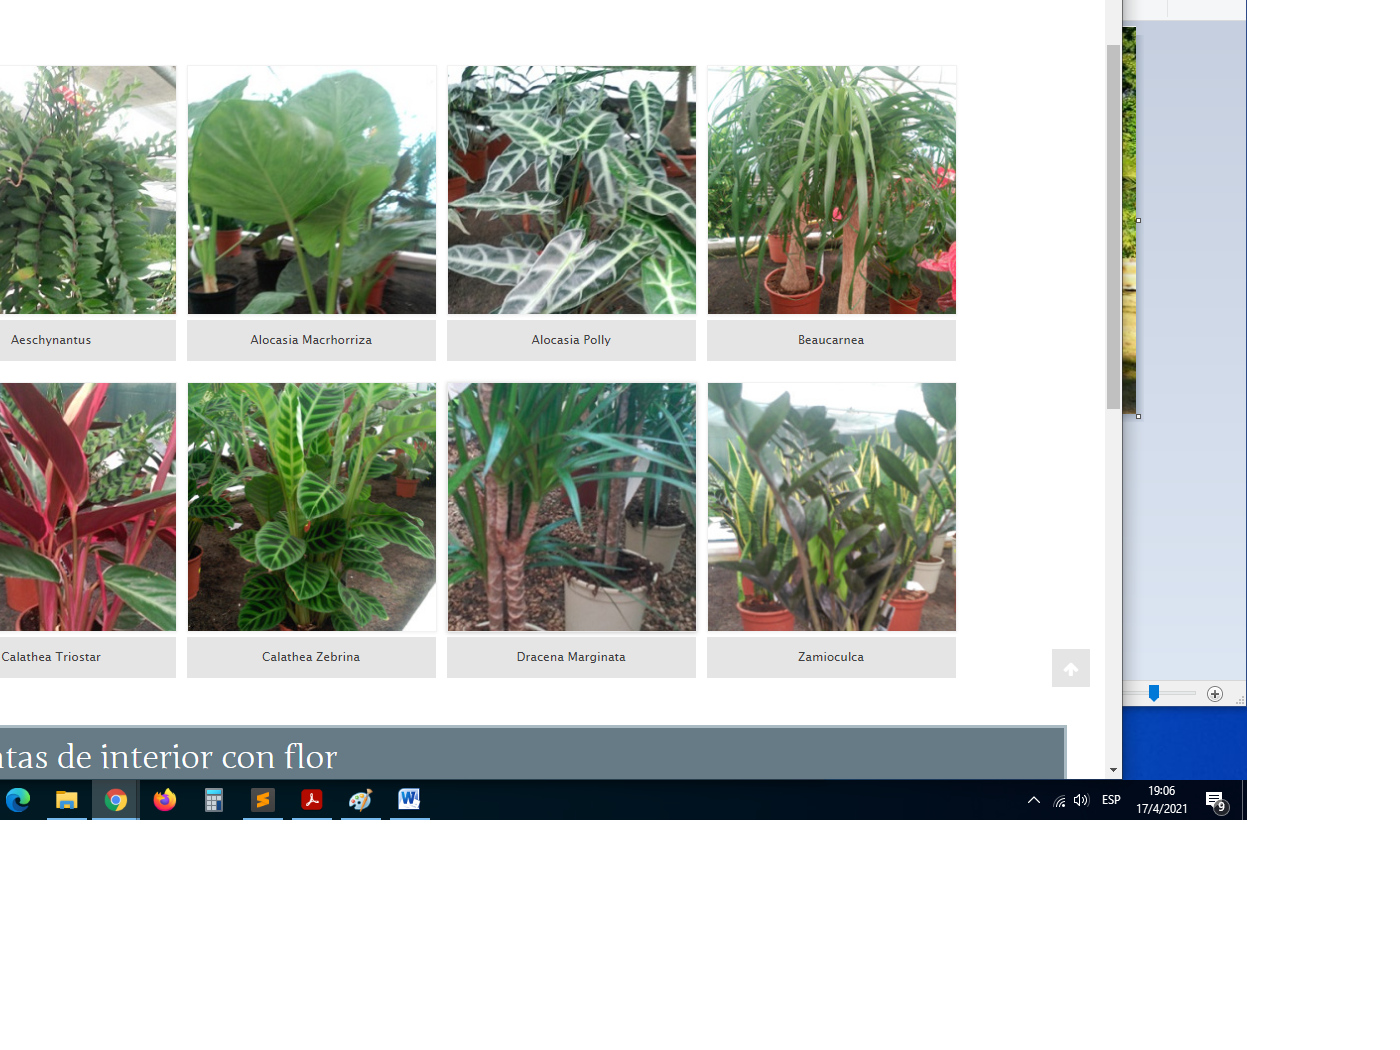 Aeschynantus
Alocasia Macrhorriza
Alocasia Polly
Beaucarnea
Calathea Triostar
Calathea Zebrina
Dracena Marginata
Zamioculca
ntas de interior con flor
ESP
19:06
17/4/2021
9